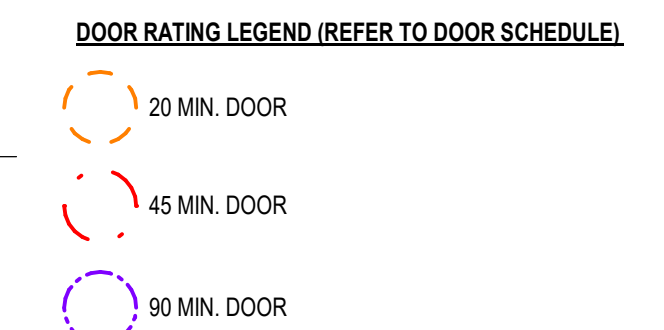 DOOR RATING LEGEND (REFER TO DOOR SCHEDULE)
20 MIN. DOOR
45 MIN. DOOR
90 MIN. DOOR